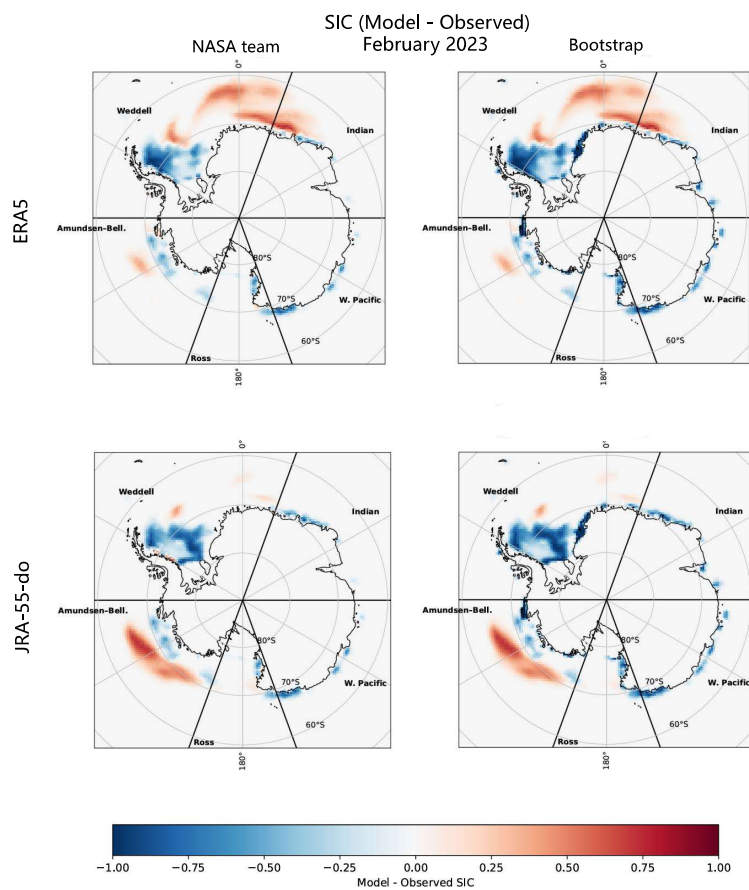 SIC (Model - Observed)
February 2023
NASA team
Bootstrap
ERA5
0°
Weddell
Indian
Amundsen-Bell.
80°S
70°S
W. Pacific
60°S
Ross
180°
0°
Weddell
Indian
Amundsen-Bell.
80°S
70°S
W. Pacific
60°S
Ross
180°
JRA-55-do
0°
Weddell
Indian
Amundsen-Bell.
80°S
70°S
W. Pacific
60°S
Ross
180°
0°
Weddell
Indian
Amundsen-Bell.
80°S
70°S
W. Pacific
60°S
Ross
180°
−1.00 −0.75 −0.50 −0.25 0.00 0.25 0.50 0.75 1.00
Model - Observed SIC